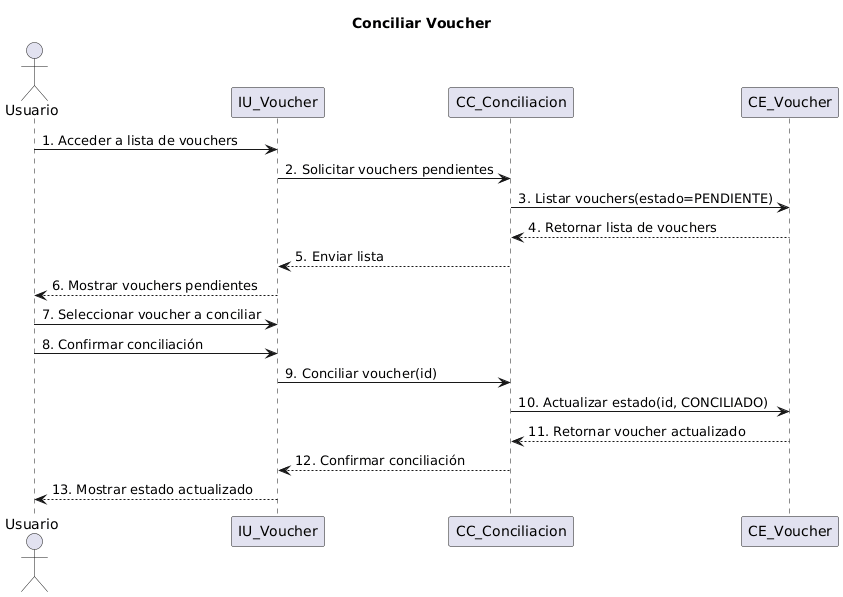 Conciliar Voucher
Usuario
IU_Voucher
CC_Conciliacion
CE_Voucher
1. Acceder a lista de vouchers
2. Solicitar vouchers pendientes
3. Listar vouchers(estado=PENDIENTE)
4. Retornar lista de vouchers
5. Enviar lista
6. Mostrar vouchers pendientes
7. Seleccionar voucher a conciliar
8. Confirmar conciliación
9. Conciliar voucher(id)
10. Actualizar estado(id, CONCILIADO)
11. Retornar voucher actualizado
12. Confirmar conciliación
13. Mostrar estado actualizado
Usuario
IU_Voucher
CC_Conciliacion
CE_Voucher